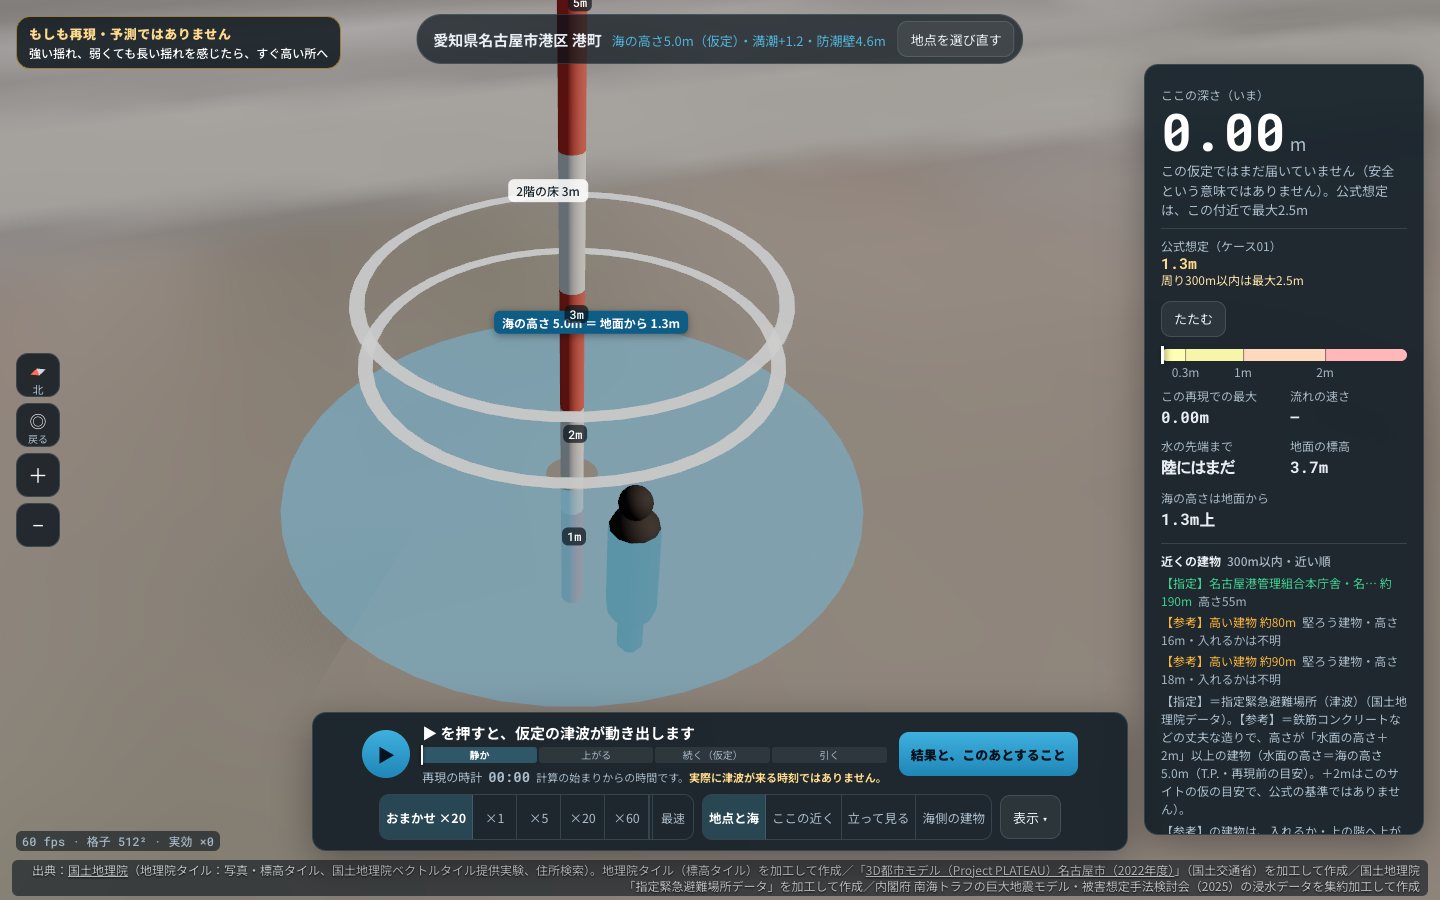 もしも再現・予測ではありません
強い揺れ、弱くても長い揺れを感じたら、すぐ高い所へ
愛知県名古屋市港区 港町 海の高さ5.0m（仮定）・満潮+1.2・防潮壁4.6m 地点を選び直す
5m
2階の床 3m
3m
海の高さ 5.0m ＝ 地面から 1.3m
2m
1m
北
戻る
＋
－
ここの深さ（いま）
0.00 m
この仮定ではまだ届いていません（安全
という意味ではありません）。公式想定
は、この付近で最大2.5m
公式想定（ケース01）
1.3m
周り300m以内は最大2.5m
たたむ
0.3m 1m 2m
この再現での最大 流れの速さ
0.00m –
水の先端まで 地面の標高
陸にはまだ 3.7m
海の高さは地面から
1.3m上
近くの建物 300m以内・近い順
【指定】名古屋港管理組合本庁舎・名… 約
190m 高さ55m
【参考】高い建物 約80m 堅ろう建物・高さ
16m・入れるかは不明
【参考】高い建物 約90m 堅ろう建物・高さ
18m・入れるかは不明
【指定】＝指定緊急避難場所（津波）（国土地
理院データ）。【参考】＝鉄筋コンクリートな
どの丈夫な造りで、高さが「水面の高さ＋
2m」以上の建物（水面の高さ＝海の高さ
5.0m（T.P.・再現前の目安）。＋2mはこのサ
イトの仮の目安で、公式の基準ではありませ
ん）。
【参考】の建物は、入れるか・上の階へ上が
▶ を押すと、仮定の津波が動き出します
静か 上がる 続く（仮定） 引く
再現の時計 00:00 計算の始まりからの時間です。実際に津波が来る時刻ではありません。
結果と、このあとすること
おまかせ ×20 ×1 ×5 ×20 ×60 最速 地点と海 ここの近く 立って見る 海側の建物 表示 ▾
60 fps · 格子 512² · 実効 ×0
出典：国土地理院（地理院タイル：写真・標高タイル、国土地理院ベクトルタイル提供実験、住所検索）。地理院タイル（標高タイル）を加工して作成／「3D都市モデル（Project PLATEAU）名古屋市（2022年度）」（国土交通省）を加工して作成／国土地理院
「指定緊急避難場所データ」を加工して作成／内閣府 南海トラフの巨大地震モデル・被害想定手法検討会（2025）の浸水データを集約加工して作成